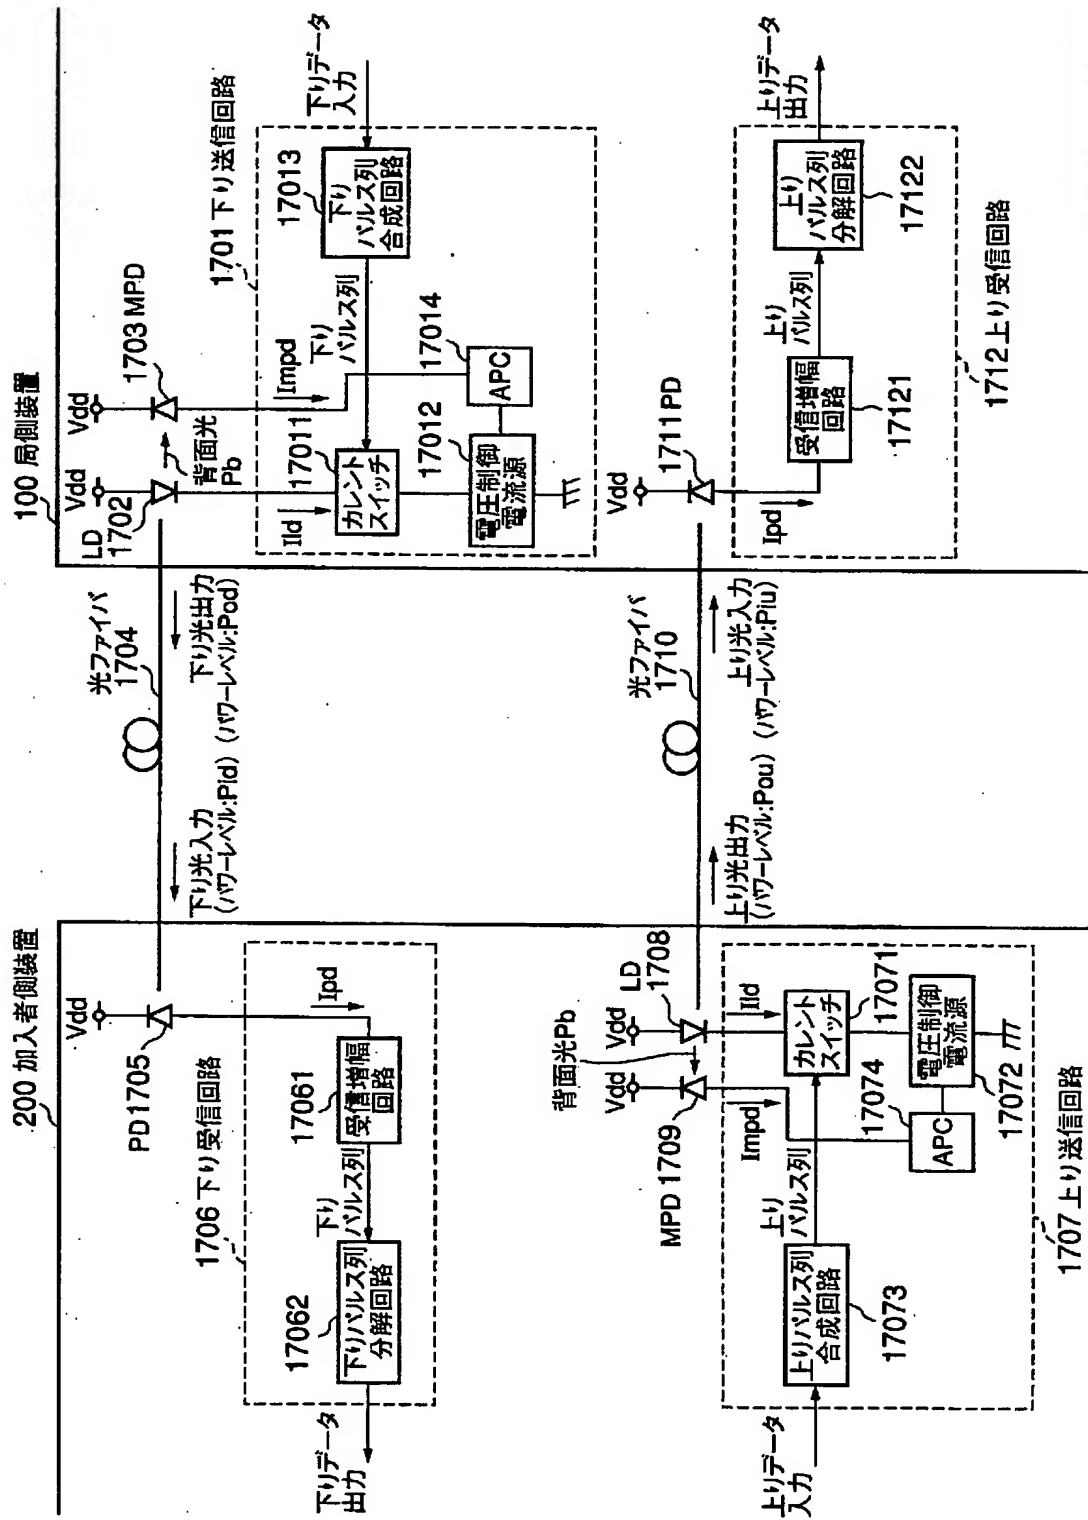 200 加入者側装置
100 局側装置
Vdd
PD1705
1706 下り受信回路
Ipd
受信増幅
回路
17061
下り
パルス列
下りパルス列
分解回路
17062
下りデータ
出力
下り光入力
(パワーレベル:Pid)
光ファイバ
1704
下り光出力
(パワーレベル:Pod)
LD
1702
Vdd
Vdd
1703 MPD
背面光
Pb
1701 下り送信回路
Ild
Impd
17011
カレント
スイッチ
下り
パルス列
17013
下り
パルス列
合成回路
下りデータ
入力
17012
電圧制御
電流源
17014
APC
背面光Pb
Vdd
Vdd
LD
1708
MPD 1709
Impd
Ild
上り
パルス列
カレント
スイッチ
17071
17074
電圧制御
電流源
17072
APC
上りパルス列
合成回路
17073
上りデータ
入力
1707 上り送信回路
上り光出力
(パワーレベル:Pou)
光ファイバ
1710
上り光入力
(パワーレベル:Piu)
Vdd
1711PD
Ipd
受信増幅
回路
17121
上り
パルス列
上り
パルス列
分解回路
17122
上りデータ
出力
1712 上り受信回路